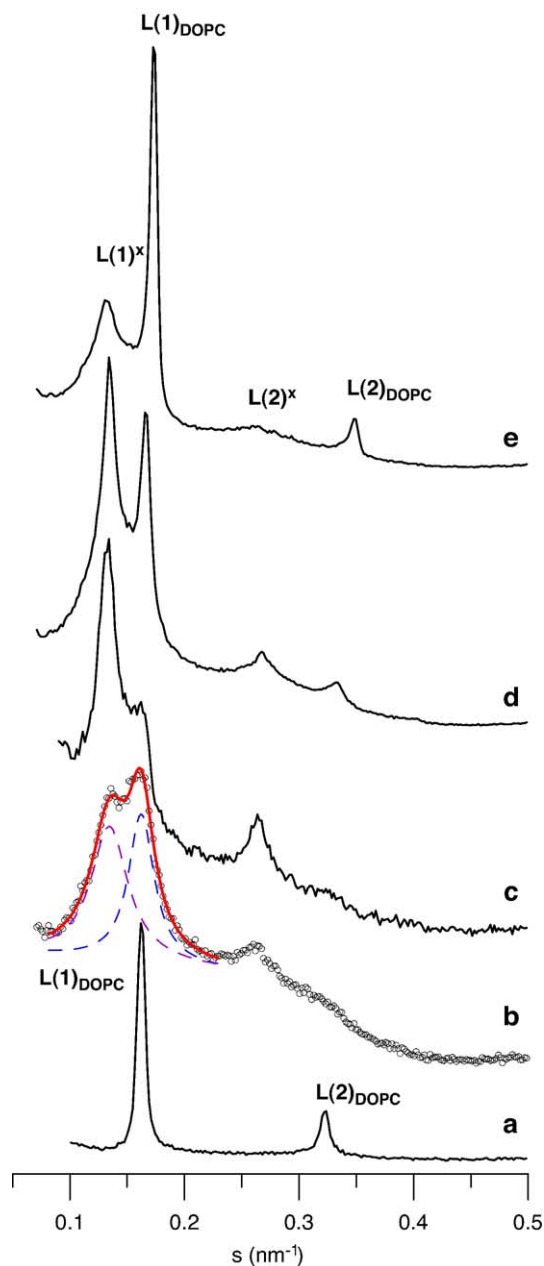 L(1)DOPC
L(1)ˣ
L(2)ˣ
L(2)DOPC
e
d
c
b
L(1)DOPC
L(2)DOPC
a
0.1 0.2 0.3 0.4 0.5
s (nm⁻¹)